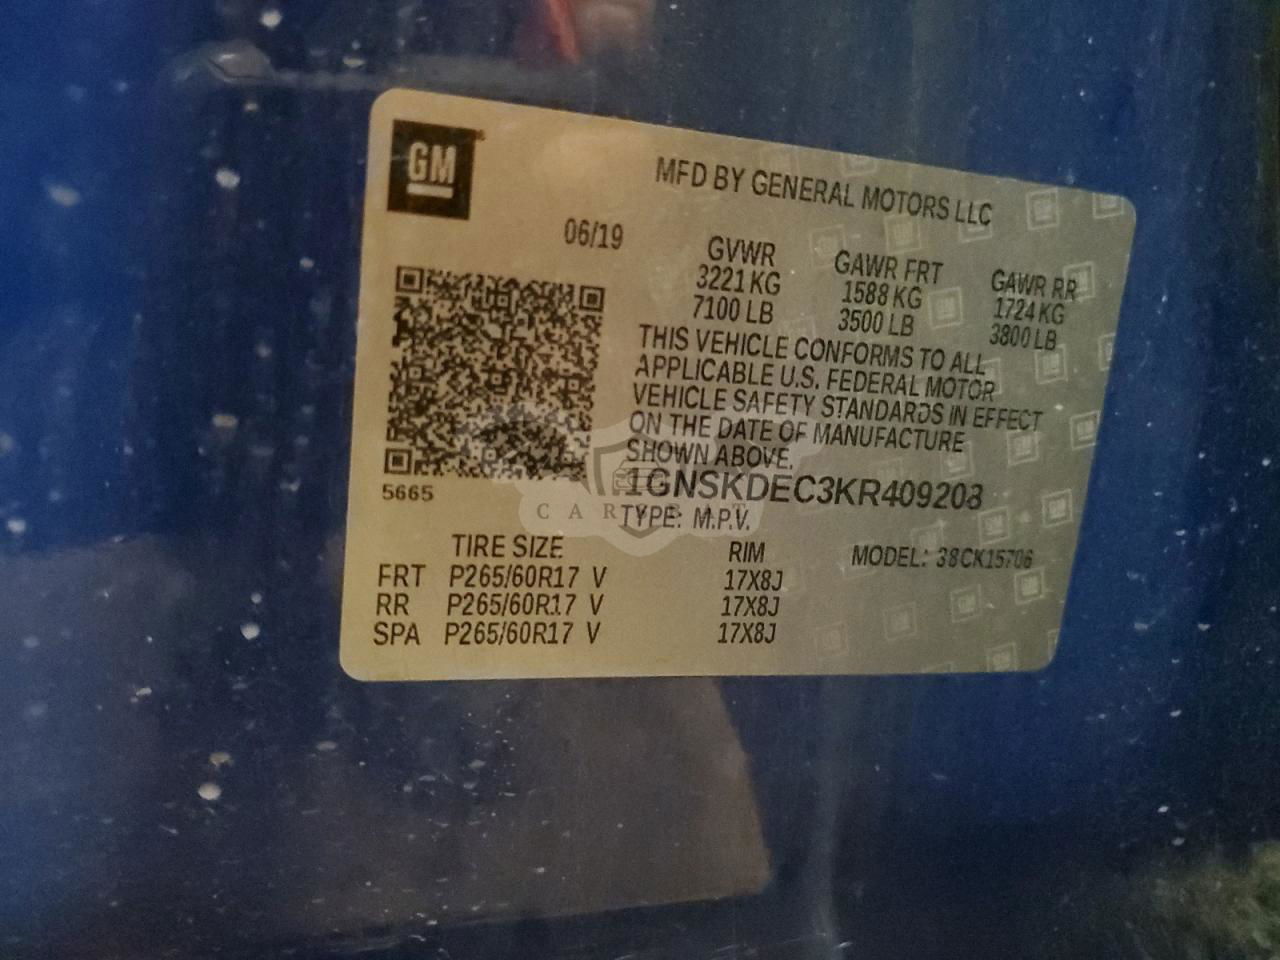 GM
MFD BY GENERAL MOTORS LLC
06/19
GVWR GAWR FRT GAWR RR
3221 KG 1588 KG 1724 KG
7100 LB 3500 LB 3800 LB
THIS VEHICLE CONFORMS TO ALL
APPLICABLE U.S. FEDERAL MOTOR
VEHICLE SAFETY STANDARDS IN EFFECT
ON THE DATE OF MANUFACTURE
SHOWN ABOVE.
1GNSKDEC3KR409208
5665
TYPE: M.P.V.
TIRE SIZE RIM MODEL: 38CK15706
FRT P265/60R17 V 17X8J
RR P265/60R17 V 17X8J
SPA P265/60R17 V 17X8J